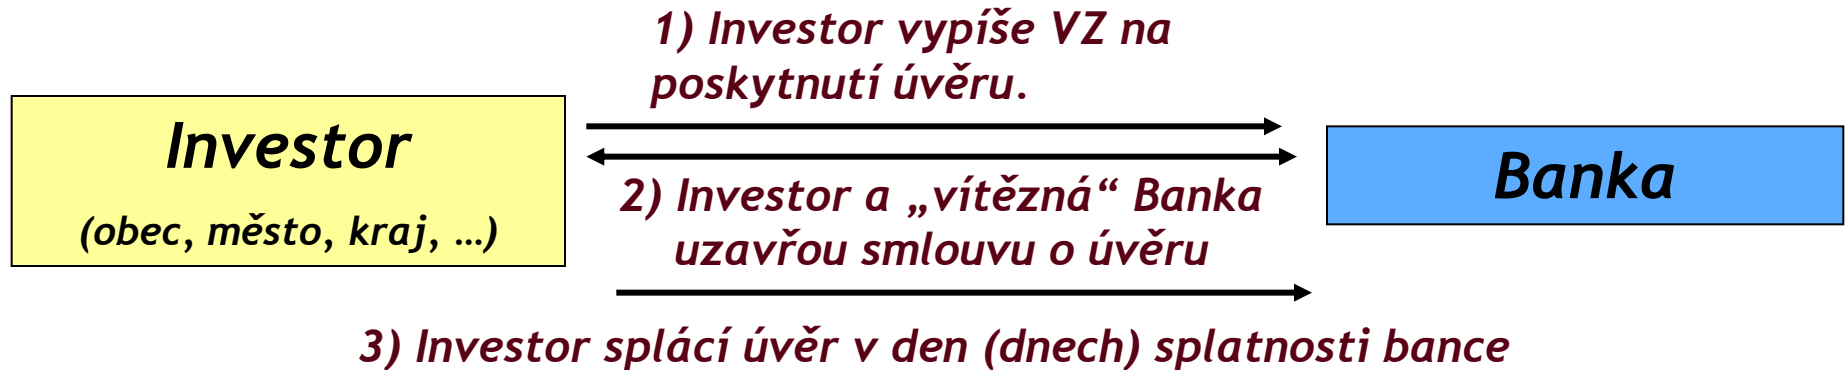 1) Investor vypíše VZ na
poskytnutí úvěru.
Investor
(obec, město, kraj, …)
Banka
2) Investor a „vítězná“ Banka
uzavřou smlouvu o úvěru
3) Investor splácí úvěr v den (dnech) splatnosti bance